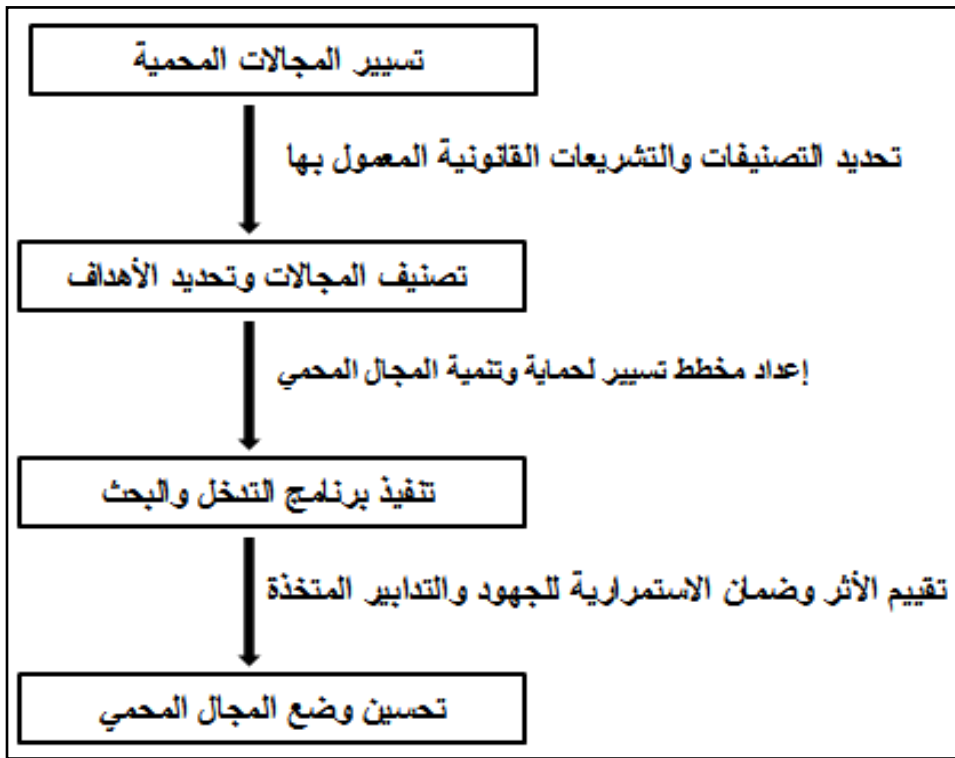 تسيير المجالات المحمية
تحديد التصنيفات والتشريعات القانونية المعمول بها
تصنيف المجالات وتحديد الأهداف
إعداد مخطط تسيير لحماية وتنمية المجال المحمي
تنفيذ برنامج التدخل والبحث
تقييم الأثر وضمان الاستمرارية للجهود والتدابير المتخذة
تحسين وضع المجال المحمي